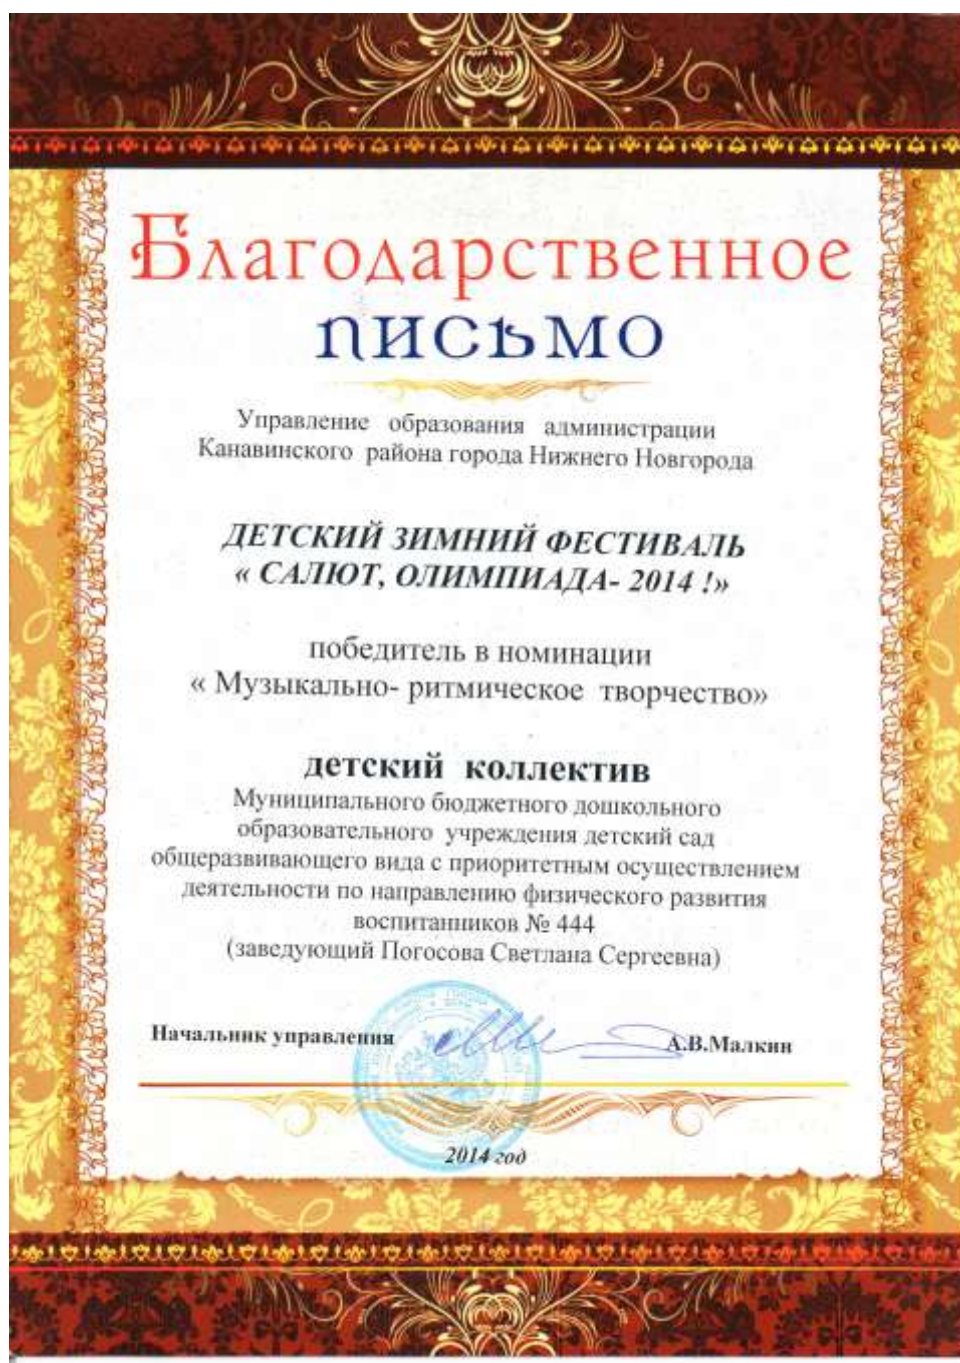 Благодарственное
письмо
Управление образования администрации
Канавинского района города Нижнего Новгорода
ДЕТСКИЙ ЗИМНИЙ ФЕСТИВАЛЬ
« САЛЮТ, ОЛИМПИАДА- 2014 !»
победитель в номинации
« Музыкально- ритмическое творчество»
детский коллектив
Муниципального бюджетного дошкольного
образовательного учреждения детский сад
общеразвивающего вида с приоритетным осуществлением
деятельности по направлению физического развития
воспитанников № 444
(заведующий Погосова Светлана Сергеевна)
Начальник управления А.В.Малкин
2014 год